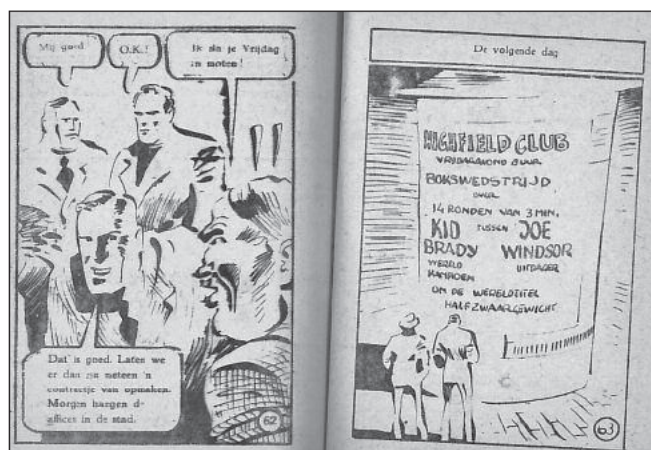 Mij goed!
O.K.!
Ik sla je Vrijdag
in moten!
Dat is goed. Laten we
er dan nu meteen 'n
contractje van opmaken.
Morgen hangen de
affices in de stad.
62
De volgende dag
HIGHFIELD CLUB
VRIJDAGAVOND 8 UUR
BOKSWEDSTRIJD
OVER
14 RONDEN VAN 3 MIN.
KID TUSSEN JOE
BRADY WINDSOR
WERELD UITDAGER
KAMPIOEN
OM DE WERELDTITEL
HALFZWAARGEWICHT
63